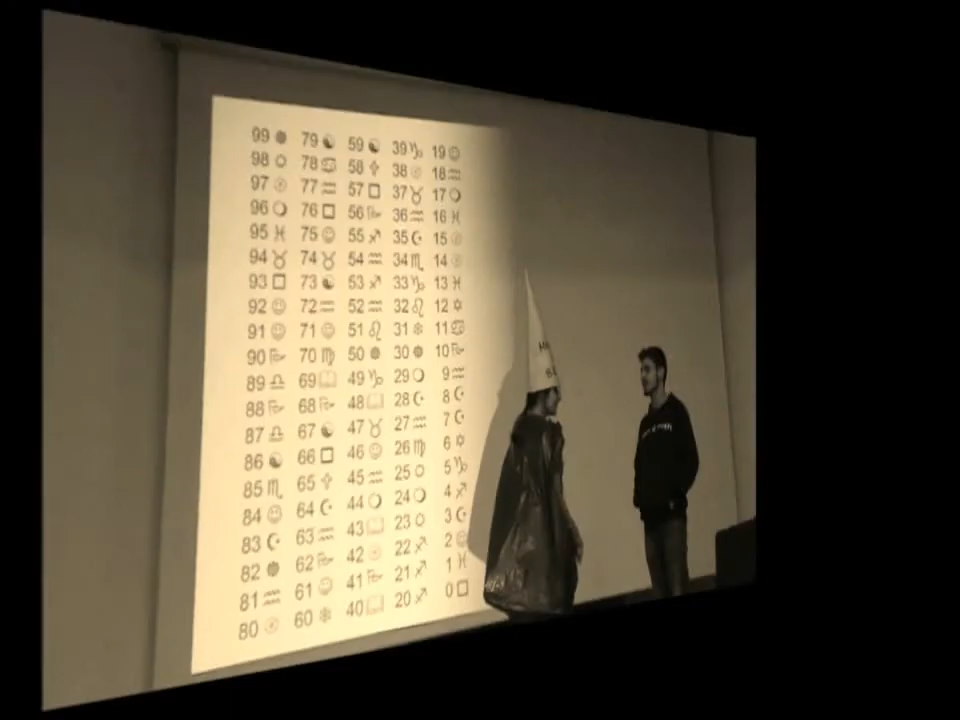 99 79 ☯ 59 ☯ 39 ♑ 19 ☺
98 78 ♋ 58 ✞ 38 18 ♒
97 77 ♒ 57 □ 37 ♉ 17 ❍
96 ❍ 76 □ 56 36 ♒ 16 ♓
95 ♓ 75 ☺ 55 ♐ 35 ☪ 15
94 ♉ 74 ♉ 54 ♒ 34 ♏ 14
93 □ 73 ☯ 53 ♐ 33 ♑ 13 ♓
92 ☺ 72 ♒ 52 ♒ 32 ♌ 12 ✡
91 ☺ 71 ☺ 51 ♌ 31 ❄ 11 ♋
90 70 ♍ 50 30 10
89 ♎ 69 49 ♑ 29 ❍ 9 ♒
88 68 48 28 ☪ 8 ☪
87 ♎ 67 ☯ 47 ♉ 27 ♒ 7 ☪
86 ☯ 66 □ 46 ☺ 26 ♍ 6 ✡
85 ♏ 65 ✞ 45 ♒ 25 5 ♑
84 ☺ 64 ☪ 44 ❍ 24 ❍ 4 ♐
83 ☪ 63 ♒ 43 23 3 ☪
82 62 42 22 ♐ 2
81 ♒ 61 ☺ 41 21 ♐ 1 ♓
80 60 ❄ 40 20 ♐ 0 □